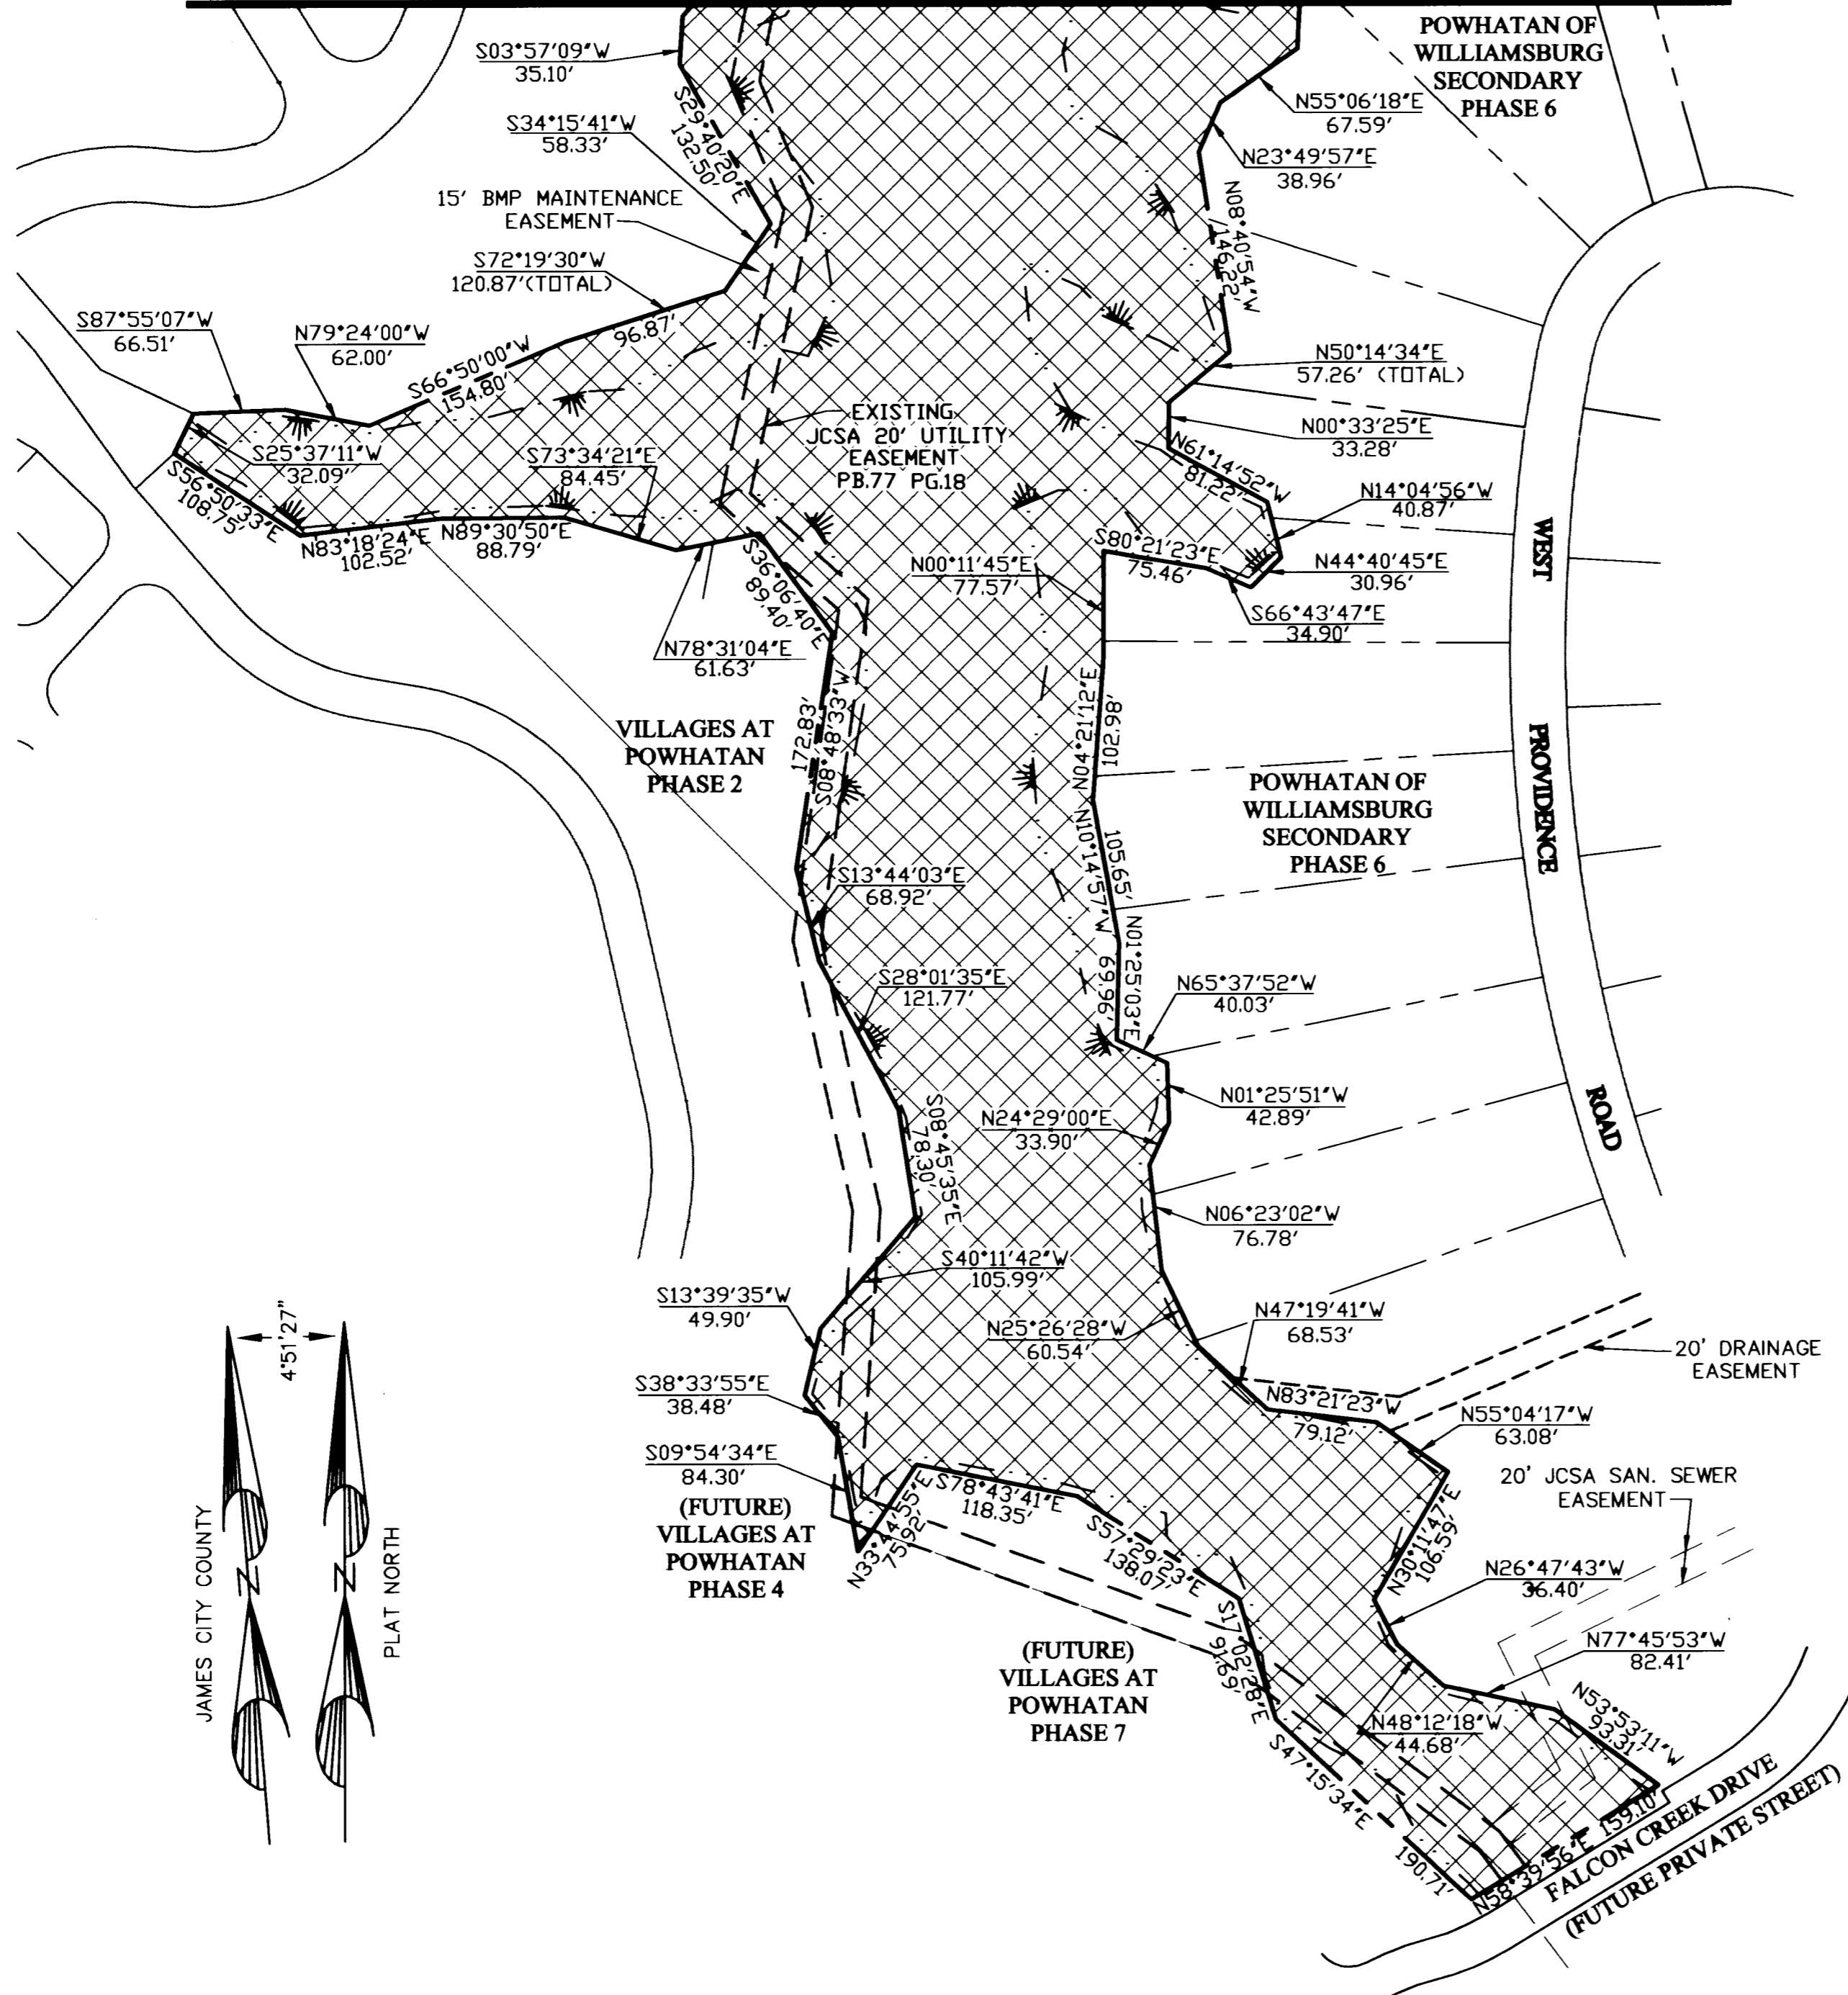 POWHATAN OF
WILLIAMSBURG
SECONDARY
PHASE 6
S03°57'09"W
35.10'
S29°40'20"E
132.50'
S34°15'41"W
58.33'
15' BMP MAINTENANCE
EASEMENT
S72°19'30"W
120.87'(TOTAL)
96.87'
S87°55'07"W
66.51'
N79°24'00"W
62.00'
S66°50'00"W
154.80'
S25°37'11"W
32.09'
S56°50'33"E
108.75'
N83°18'24"E
102.52'
N89°30'50"E
88.79'
S73°34'21"E
84.45'
N78°31'04"E
61.63'
S36°06'40"E
89.40'
EXISTING
JCSA 20' UTILITY
EASEMENT
PB.77 PG.18
N55°06'18"E
67.59'
N23°49'57"E
38.96'
N08°40'54"W
146.22'
N50°14'34"E
57.26' (TOTAL)
N00°33'25"E
33.28'
N61°14'52"W
81.22'
N14°04'56"W
40.87'
N44°40'45"E
30.96'
S66°43'47"E
34.90'
S80°21'23"E
75.46'
N00°11'45"E
77.57'
N04°21'12"E
102.98'
N10°14'57"W
105.65'
N01°25'03"E
69.96'
N65°37'52"W
40.03'
N01°25'51"W
42.89'
N24°29'00"E
33.90'
N06°23'02"W
76.78'
N25°26'28"W
60.54'
N47°19'41"W
68.53'
N83°21'23"W
79.12'
N55°04'17"W
63.08'
N30°11'47"E
106.59'
N26°47'43"W
36.40'
N48°12'18"W
44.68'
N77°45'53"W
82.41'
N53°53'11"W
93.31'
N58°39'56"E 159.10'
S47°15'34"E
190.71'
S17°02'28"E
91.69'
S57°29'23"E
138.07'
S78°43'41"E
118.35'
N33°44'55"E
75.92'
S09°54'34"E
84.30'
S38°33'55"E
38.48'
S13°39'35"W
49.90'
S40°11'42"W
105.99'
S08°45'35"E
78.30'
S28°01'35"E
121.77'
S13°44'03"E
68.92'
S08°48'33"W
172.83'
VILLAGES AT
POWHATAN
PHASE 2
POWHATAN OF
WILLIAMSBURG
SECONDARY
PHASE 6
WEST PROVIDENCE ROAD
20' DRAINAGE
EASEMENT
20' JCSA SAN. SEWER
EASEMENT
(FUTURE)
VILLAGES AT
POWHATAN
PHASE 4
(FUTURE)
VILLAGES AT
POWHATAN
PHASE 7
FALCON CREEK DRIVE
(FUTURE PRIVATE STREET)
4°51'27"
N
N
JAMES CITY COUNTY
PLAT NORTH